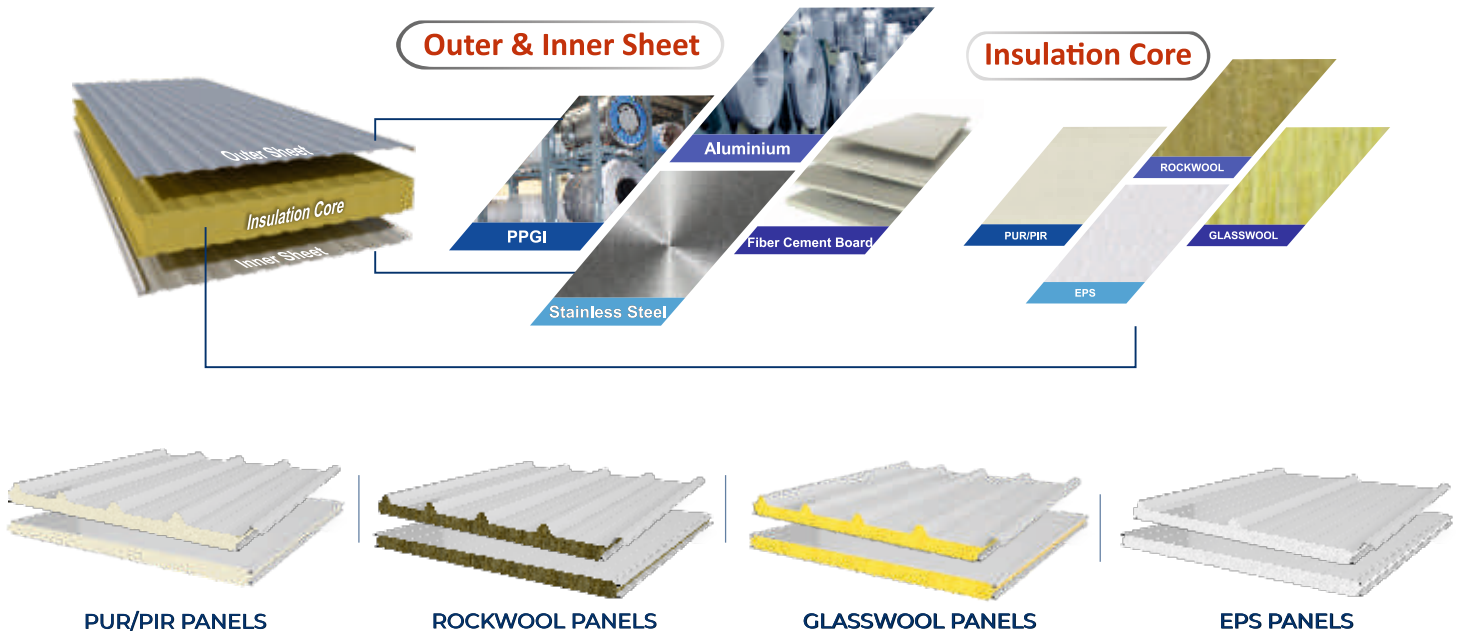 Outer & Inner Sheet
Insulation Core
Outer Sheet
Insulation Core
Inner Sheet
PPGI
Aluminium
Stainless Steel
Fiber Cement Board
PUR/PIR
ROCKWOOL
EPS
GLASSWOOL
PUR/PIR PANELS
ROCKWOOL PANELS
GLASSWOOL PANELS
EPS PANELS